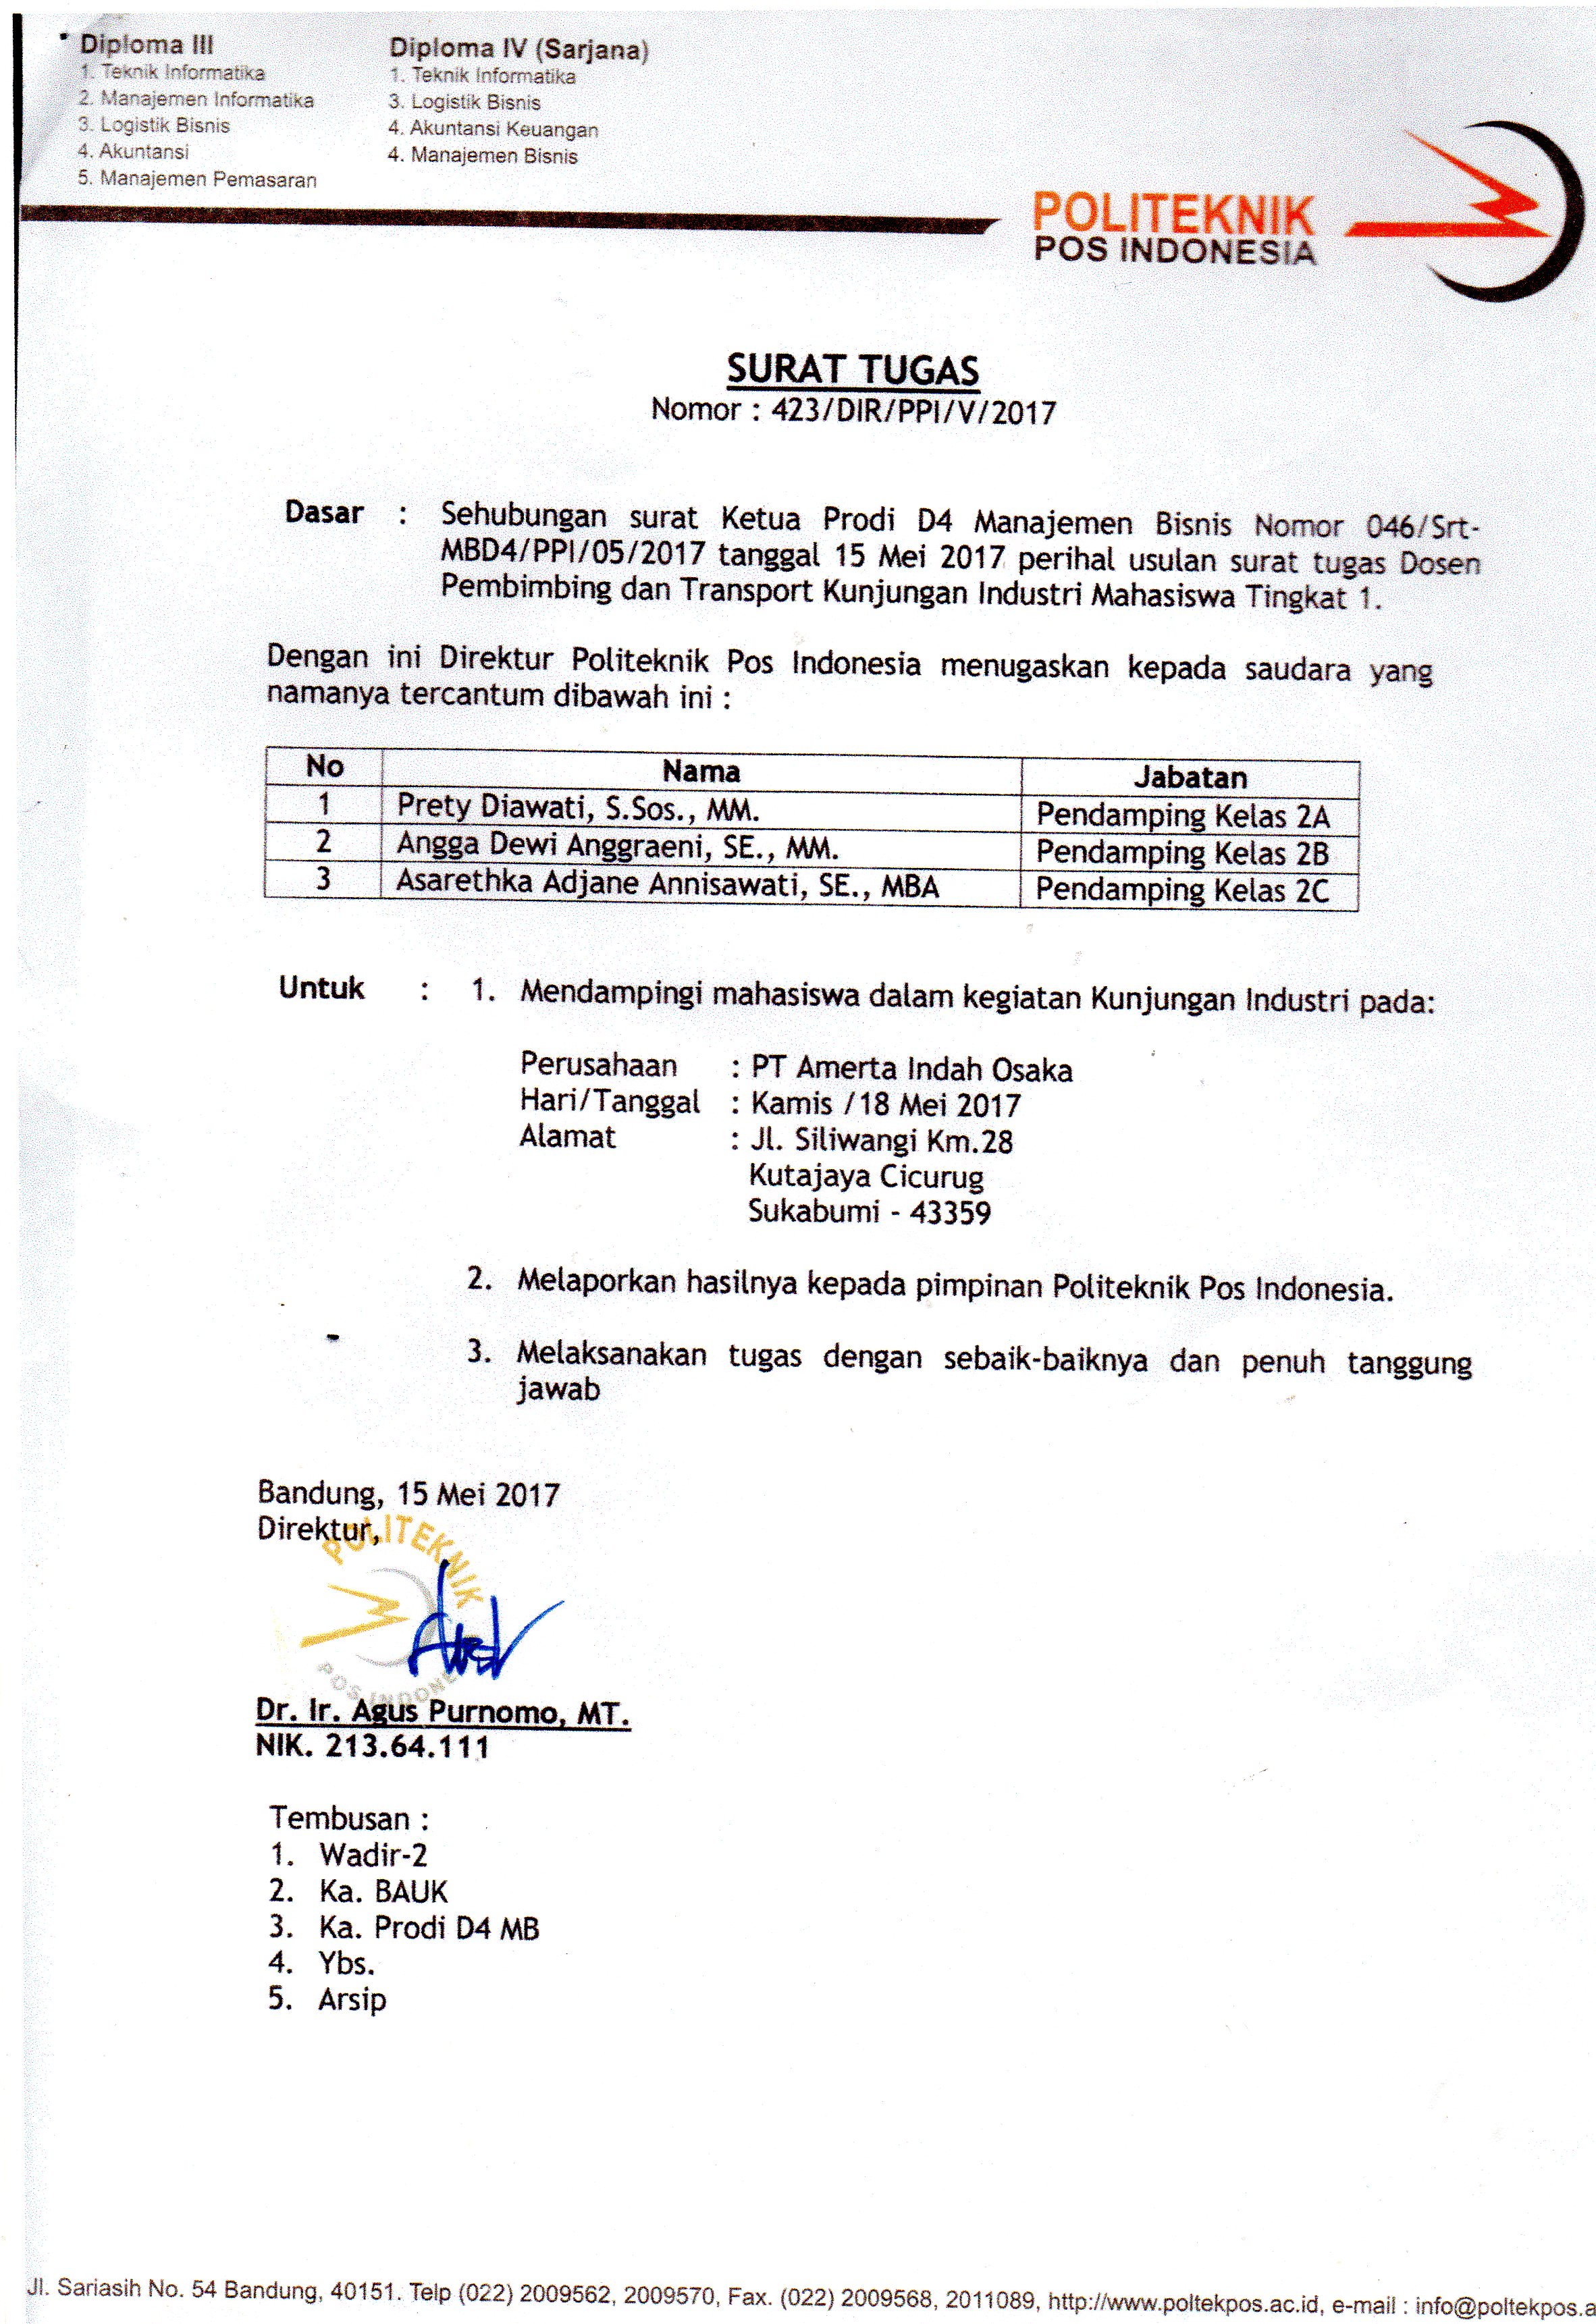 Diploma III
1. Teknik Informatika
2. Manajemen Informatika
3. Logistik Bisnis
4. Akuntansi
5. Manajemen Pemasaran
Diploma IV (Sarjana)
1. Teknik Informatika
3. Logistik Bisnis
4. Akuntansi Keuangan
4. Manajemen Bisnis
POLITEKNIK
POS INDONESIA
SURAT TUGAS
Nomor : 423/DIR/PPI/V/2017
Dasar : Sehubungan surat Ketua Prodi D4 Manajemen Bisnis Nomor 046/Srt-
MBD4/PPI/05/2017 tanggal 15 Mei 2017 perihal usulan surat tugas Dosen
Pembimbing dan Transport Kunjungan Industri Mahasiswa Tingkat 1.
Dengan ini Direktur Politeknik Pos Indonesia menugaskan kepada saudara yang
namanya tercantum dibawah ini :
No Nama Jabatan
1 Prety Diawati, S.Sos., MM. Pendamping Kelas 2A
2 Angga Dewi Anggraeni, SE., MM. Pendamping Kelas 2B
3 Asarethka Adjane Annisawati, SE., MBA Pendamping Kelas 2C
Untuk : 1. Mendampingi mahasiswa dalam kegiatan Kunjungan Industri pada:
Perusahaan : PT Amerta Indah Osaka
Hari/Tanggal : Kamis /18 Mei 2017
Alamat : Jl. Siliwangi Km.28
Kutajaya Cicurug
Sukabumi - 43359
2. Melaporkan hasilnya kepada pimpinan Politeknik Pos Indonesia.
3. Melaksanakan tugas dengan sebaik-baiknya dan penuh tanggung
jawab
Bandung, 15 Mei 2017
Direktur,
POLITEKNIK
POS INDONE
Dr. Ir. Agus Purnomo, MT.
NIK. 213.64.111
Tembusan :
1. Wadir-2
2. Ka. BAUK
3. Ka. Prodi D4 MB
4. Ybs.
5. Arsip
Jl. Sariasih No. 54 Bandung, 40151. Telp (022) 2009562, 2009570, Fax. (022) 2009568, 2011089, http://www.poltekpos.ac.id, e-mail : info@poltekpos.a